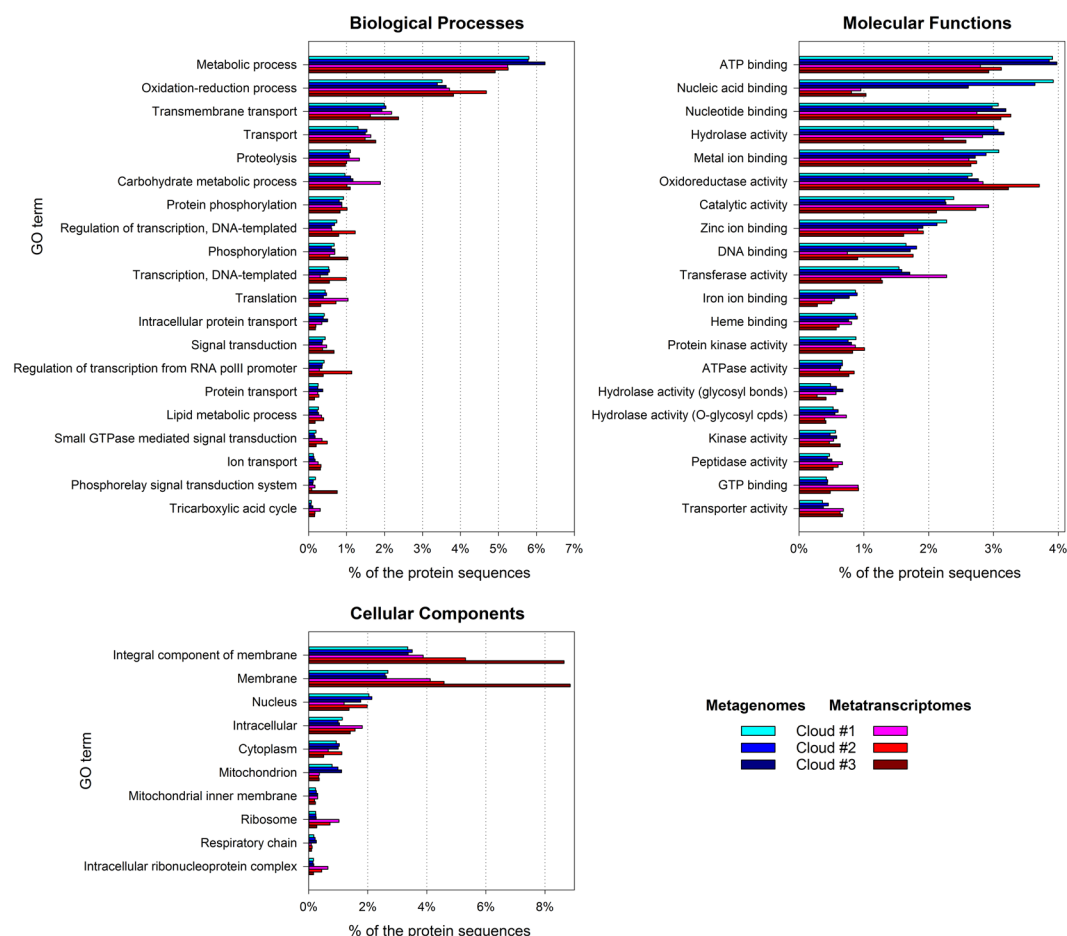 Biological Processes
GO term
Metabolic process
Oxidation-reduction process
Transmembrane transport
Transport
Proteolysis
Carbohydrate metabolic process
Protein phosphorylation
Regulation of transcription, DNA-templated
Phosphorylation
Transcription, DNA-templated
Translation
Intracellular protein transport
Signal transduction
Regulation of transcription from RNA polII promoter
Protein transport
Lipid metabolic process
Small GTPase mediated signal transduction
Ion transport
Phosphorelay signal transduction system
Tricarboxylic acid cycle
0% 1% 2% 3% 4% 5% 6% 7%
% of the protein sequences
Molecular Functions
ATP binding
Nucleic acid binding
Nucleotide binding
Hydrolase activity
Metal ion binding
Oxidoreductase activity
Catalytic activity
Zinc ion binding
DNA binding
Transferase activity
Iron ion binding
Heme binding
Protein kinase activity
ATPase activity
Hydrolase activity (glycosyl bonds)
Hydrolase activity (O-glycosyl cpds)
Kinase activity
Peptidase activity
GTP binding
Transporter activity
0% 1% 2% 3% 4%
% of the protein sequences
Cellular Components
GO term
Integral component of membrane
Membrane
Nucleus
Intracellular
Cytoplasm
Mitochondrion
Mitochondrial inner membrane
Ribosome
Respiratory chain
Intracellular ribonucleoprotein complex
0% 2% 4% 6% 8%
% of the protein sequences
Metagenomes Metatranscriptomes
Cloud #1
Cloud #2
Cloud #3